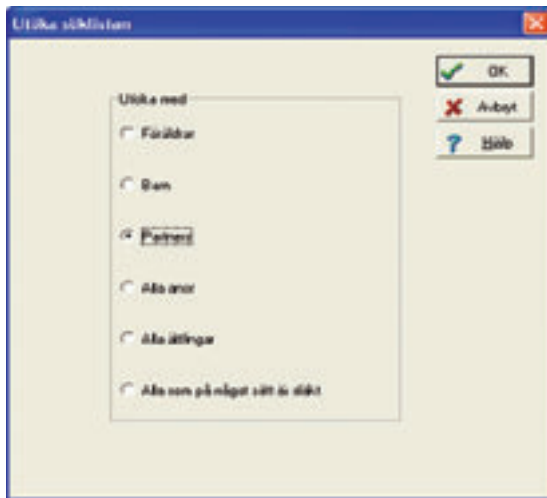 Utöka söklistan
OK
Avbryt
Hjälp
Utöka med
Föräldrar
Barn
Partners
Alla anor
Alla ättlingar
Alla som på något sätt är släkt